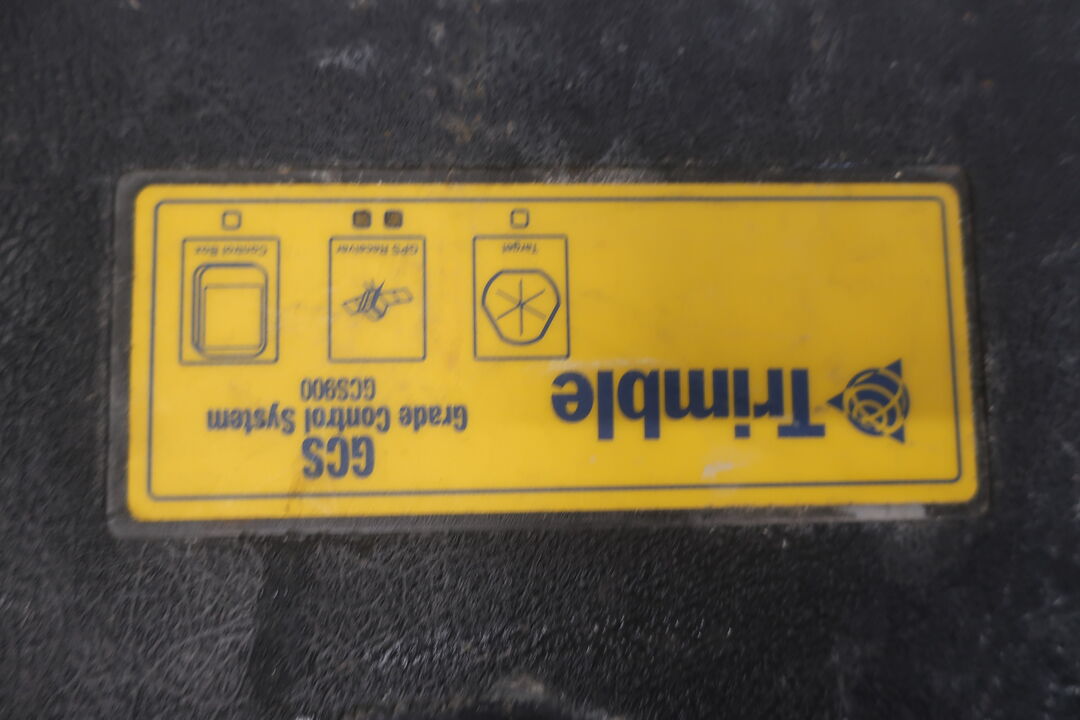 Trimble
GCS
Grade Control System
GCS900
Target
GPS Receiver
Control Box